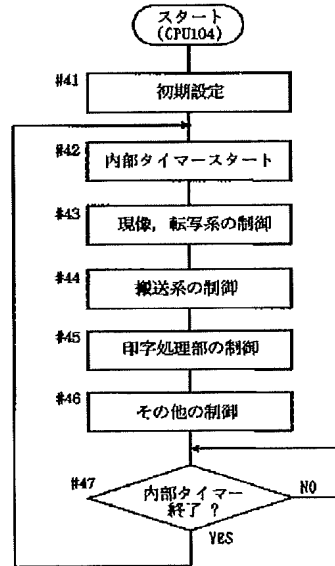 スタート
(CPU104)
#41
初期設定
#42
内部タイマースタート
#43
現像，転写系の制御
#44
搬送系の制御
#45
印字処理部の制御
#46
その他の制御
#47
内部タイマー
終了？
NO
YES